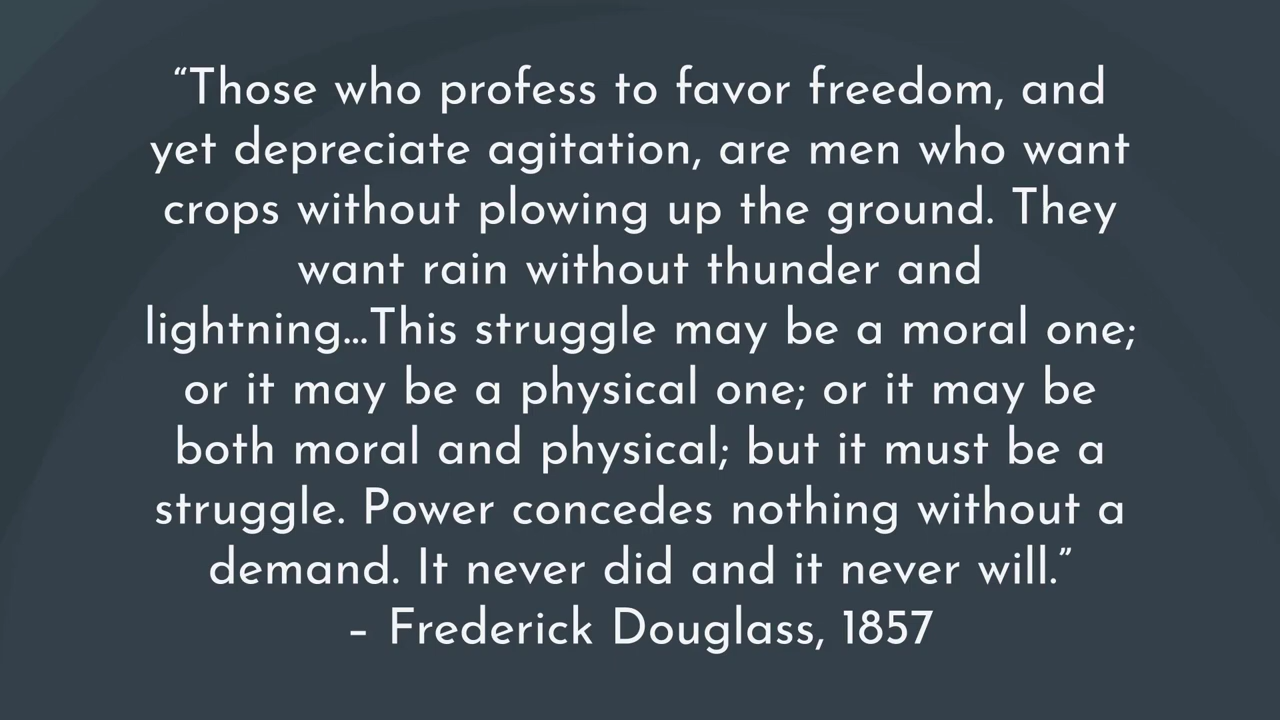 “Those who profess to favor freedom, and
yet depreciate agitation, are men who want
crops without plowing up the ground. They
want rain without thunder and
lightning...This struggle may be a moral one;
or it may be a physical one; or it may be
both moral and physical; but it must be a
struggle. Power concedes nothing without a
demand. It never did and it never will.”
– Frederick Douglass, 1857